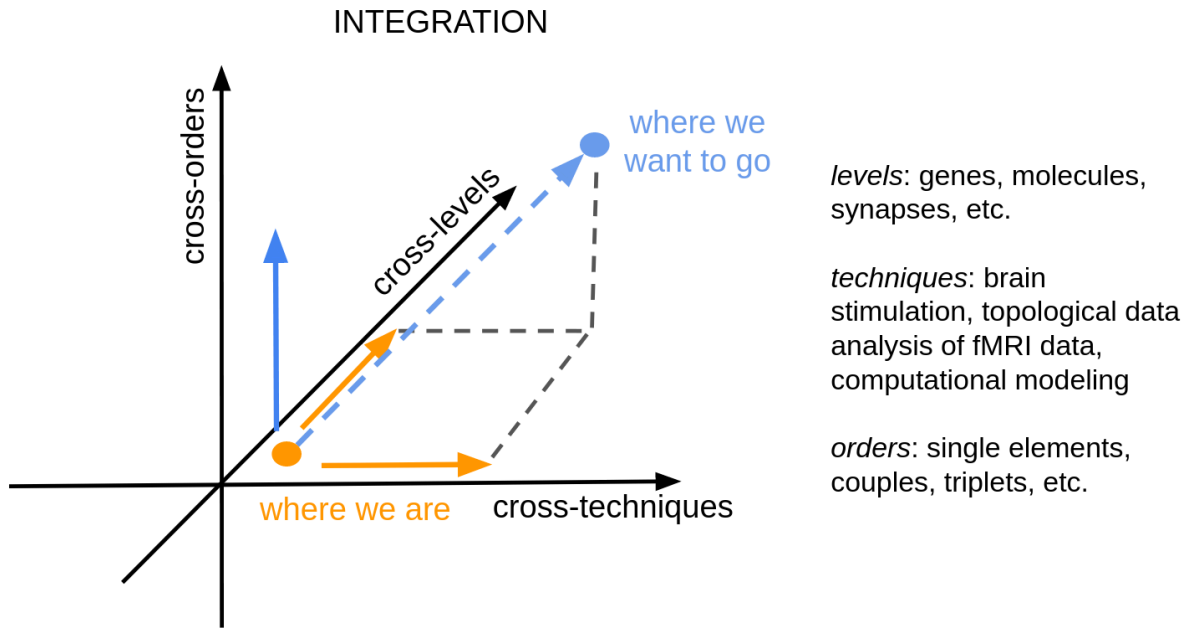 INTEGRATION
cross-orders
cross-levels
where we
want to go
where we are
cross-techniques
levels: genes, molecules,
synapses, etc.
techniques: brain
stimulation, topological data
analysis of fMRI data,
computational modeling
orders: single elements,
couples, triplets, etc.